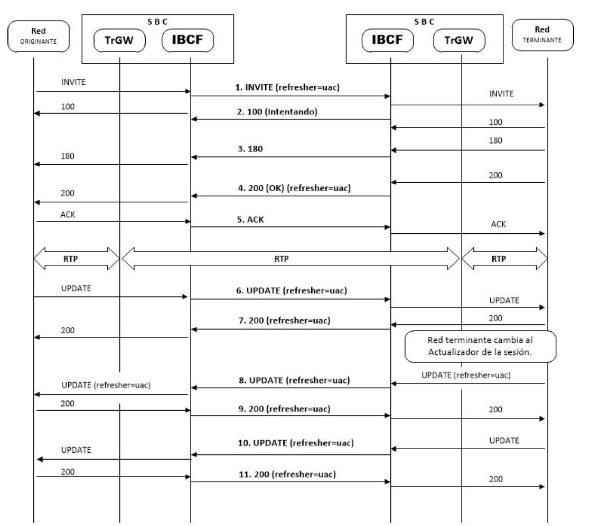 S B C
S B C
Red
ORIGINANTE
TrGW
IBCF
IBCF
TrGW
Red
TERMINANTE
INVITE
1. INVITE (refresher=uac)
INVITE
100
2. 100 (Intentando)
100
180
3. 180
180
200
4. 200 (OK) (refresher=uac)
200
ACK
5. ACK
ACK
RTP
RTP
RTP
UPDATE
6. UPDATE (refresher=uac)
UPDATE
200
7. 200 (refresher=uac)
200
Red terminante cambia al
Actualizador de la sesión.
UPDATE (refresher=uac)
8. UPDATE (refresher=uac)
UPDATE (refresher=uac)
200
9. 200 (refresher=uac)
200
UPDATE
10. UPDATE (refresher=uac)
UPDATE
200
11. 200 (refresher=uac)
200